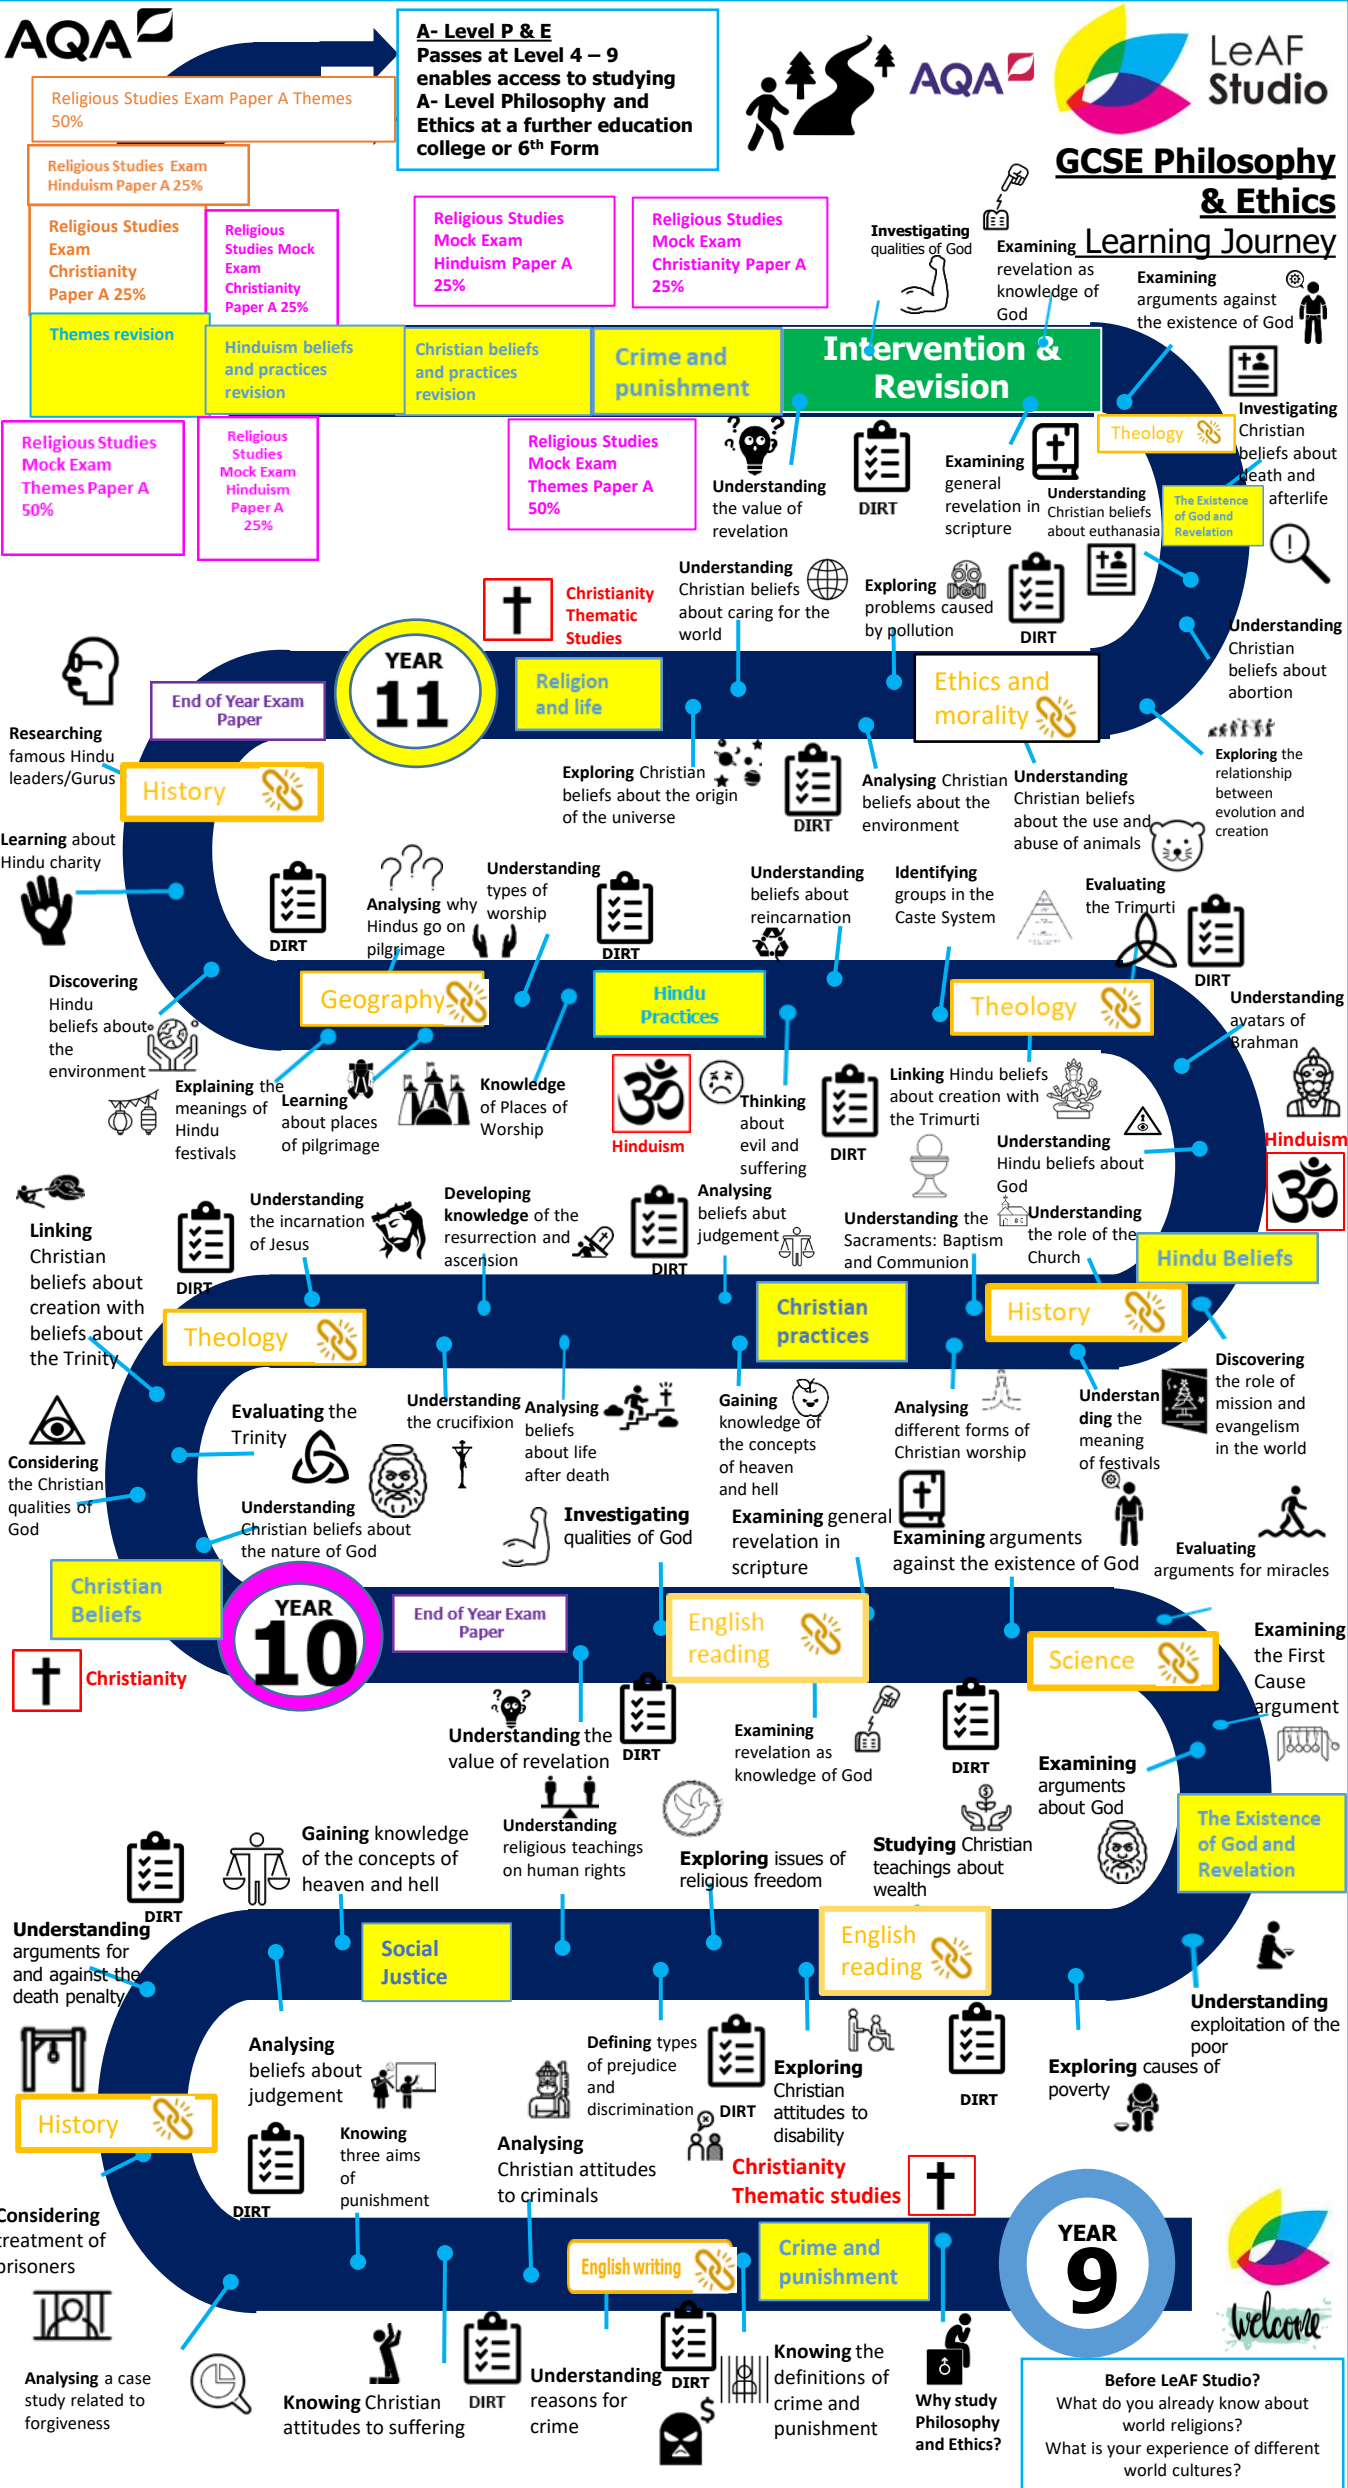 AQA
A- Level P & E
Passes at Level 4 – 9
enables access to studying
A- Level Philosophy and
Ethics at a further education
college or 6th Form
AQA
LeAF
Studio
GCSE Philosophy
& Ethics
Learning Journey
Religious Studies Exam Paper A Themes
50%
Religious Studies Exam
Hinduism Paper A 25%
Religious Studies
Exam
Christianity
Paper A 25%
Religious
Studies Mock
Exam
Christianity
Paper A 25%
Religious Studies
Mock Exam
Hinduism Paper A
25%
Religious Studies
Mock Exam
Christianity Paper A
25%
Investigating
qualities of God
Examining
revelation as
knowledge of
God
Examining
arguments against
the existence of God
Themes revision
Hinduism beliefs
and practices
revision
Christian beliefs
and practices
revision
Crime and
punishment
Intervention &
Revision
Religious Studies
Mock Exam
Themes Paper A
50%
Religious
Studies
Mock Exam
Hinduism
Paper A
25%
Religious Studies
Mock Exam
Themes Paper A
50%
Understanding
the value of
revelation
DIRT
Examining
general
revelation in
scripture
Theology
Investigating
Christian
beliefs about
death and
afterlife
Understanding
Christian beliefs
about euthanasia
The Existence
of God and
Revelation
Christianity
Thematic
Studies
Understanding
Christian beliefs
about caring for the
world
Exploring
problems caused
by pollution
DIRT
Understanding
Christian
beliefs about
abortion
YEAR
11
End of Year Exam
Paper
Religion
and life
Ethics and
morality
Researching
famous Hindu
leaders/Gurus
History
Exploring Christian
beliefs about the origin
of the universe
DIRT
Analysing Christian
beliefs about the
environment
Understanding
Christian beliefs
about the use and
abuse of animals
Exploring the
relationship
between
evolution and
creation
Learning about
Hindu charity
DIRT
Analysing why
Hindus go on
pilgrimage
Understanding
types of
worship
DIRT
Understanding
beliefs about
reincarnation
Identifying
groups in the
Caste System
Evaluating
the Trimurti
DIRT
Discovering
Hindu
beliefs about
the
environment
Geography
Hindu
Practices
Theology
Understanding
avatars of
Brahman
Explaining the
meanings of
Hindu
festivals
Learning
about places
of pilgrimage
Knowledge
of Places of
Worship
Hinduism
Thinking
about
evil and
suffering
DIRT
Linking Hindu beliefs
about creation with
the Trimurti
Understanding
Hindu beliefs about
God
Hinduism
Linking
Christian
beliefs about
creation with
beliefs about
the Trinity
DIRT
Understanding
the incarnation
of Jesus
Developing
knowledge of the
resurrection and
ascension
DIRT
Analysing
beliefs abut
judgement
Understanding the
Sacraments: Baptism
and Communion
Understanding
the role of the
Church
Hindu Beliefs
Theology
Christian
practices
History
Considering
the Christian
qualities of
God
Evaluating the
Trinity
Understanding
Christian beliefs about
the nature of God
Understanding
the crucifixion
Analysing
beliefs
about life
after death
Gaining
knowledge of
the concepts
of heaven
and hell
Analysing
different forms of
Christian worship
Understan
ding the
meaning
of festivals
Discovering
the role of
mission and
evangelism
in the world
Investigating
qualities of God
Examining general
revelation in
scripture
Examining arguments
against the existence of God
Evaluating
arguments for miracles
Christian
Beliefs
Christianity
YEAR
10
End of Year Exam
Paper
English
reading
Science
Examining
the First
Cause
argument
Understanding the
value of revelation
DIRT
Examining
revelation as
knowledge of God
DIRT
Examining
arguments
about God
The Existence
of God and
Revelation
DIRT
Gaining knowledge
of the concepts of
heaven and hell
Understanding
religious teachings
on human rights
Exploring issues of
religious freedom
Studying Christian
teachings about
wealth
Understanding
arguments for
and against the
death penalty
Social
Justice
English
reading
Understanding
exploitation of the
poor
Analysing
beliefs about
judgement
Defining types
of prejudice
and
discrimination
DIRT
Exploring
Christian
attitudes to
disability
DIRT
Exploring causes of
poverty
History
DIRT
Knowing
three aims
of
punishment
Analysing
Christian attitudes
to criminals
Christianity
Thematic studies
Considering
treatment of
prisoners
English writing
Crime and
punishment
YEAR
9
welcome
Analysing a case
study related to
forgiveness
Knowing Christian
attitudes to suffering
DIRT
Understanding
reasons for
crime
DIRT
Knowing the
definitions of
crime and
punishment
Why study
Philosophy
and Ethics?
Before LeAF Studio?
What do you already know about
world religions?
What is your experience of different
world cultures?